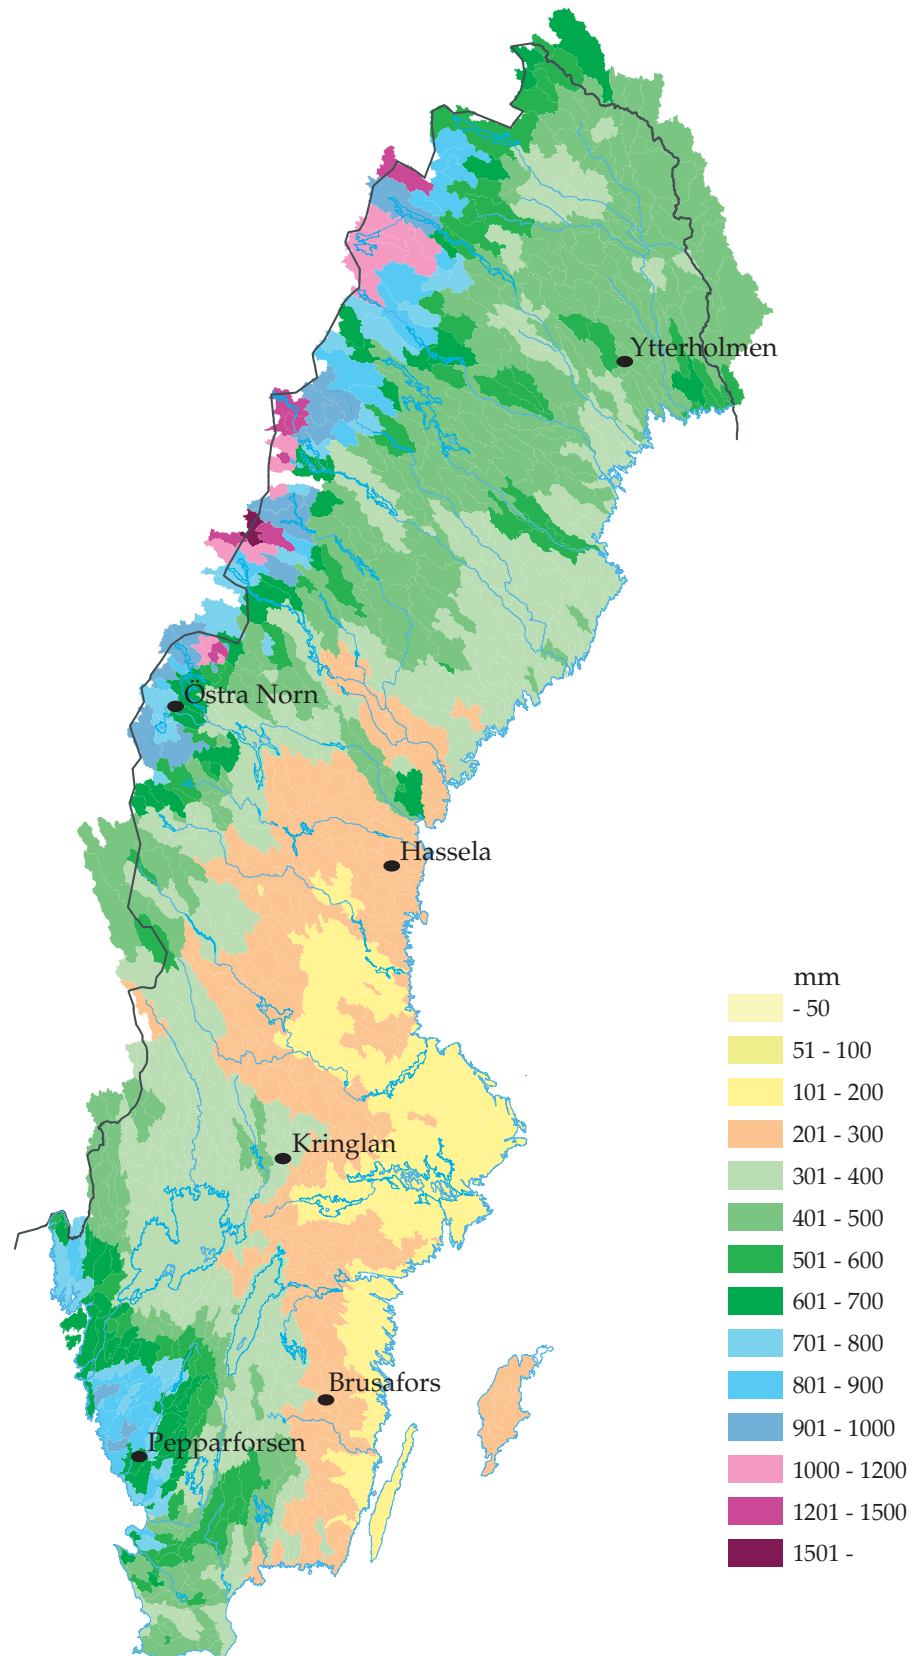 Ytterholmen
Östra Norn
Hassela
Kringlan
Brusafors
Pepparforsen
mm
- 50
51 - 100
101 - 200
201 - 300
301 - 400
401 - 500
501 - 600
601 - 700
701 - 800
801 - 900
901 - 1000
1000 - 1200
1201 - 1500
1501 -